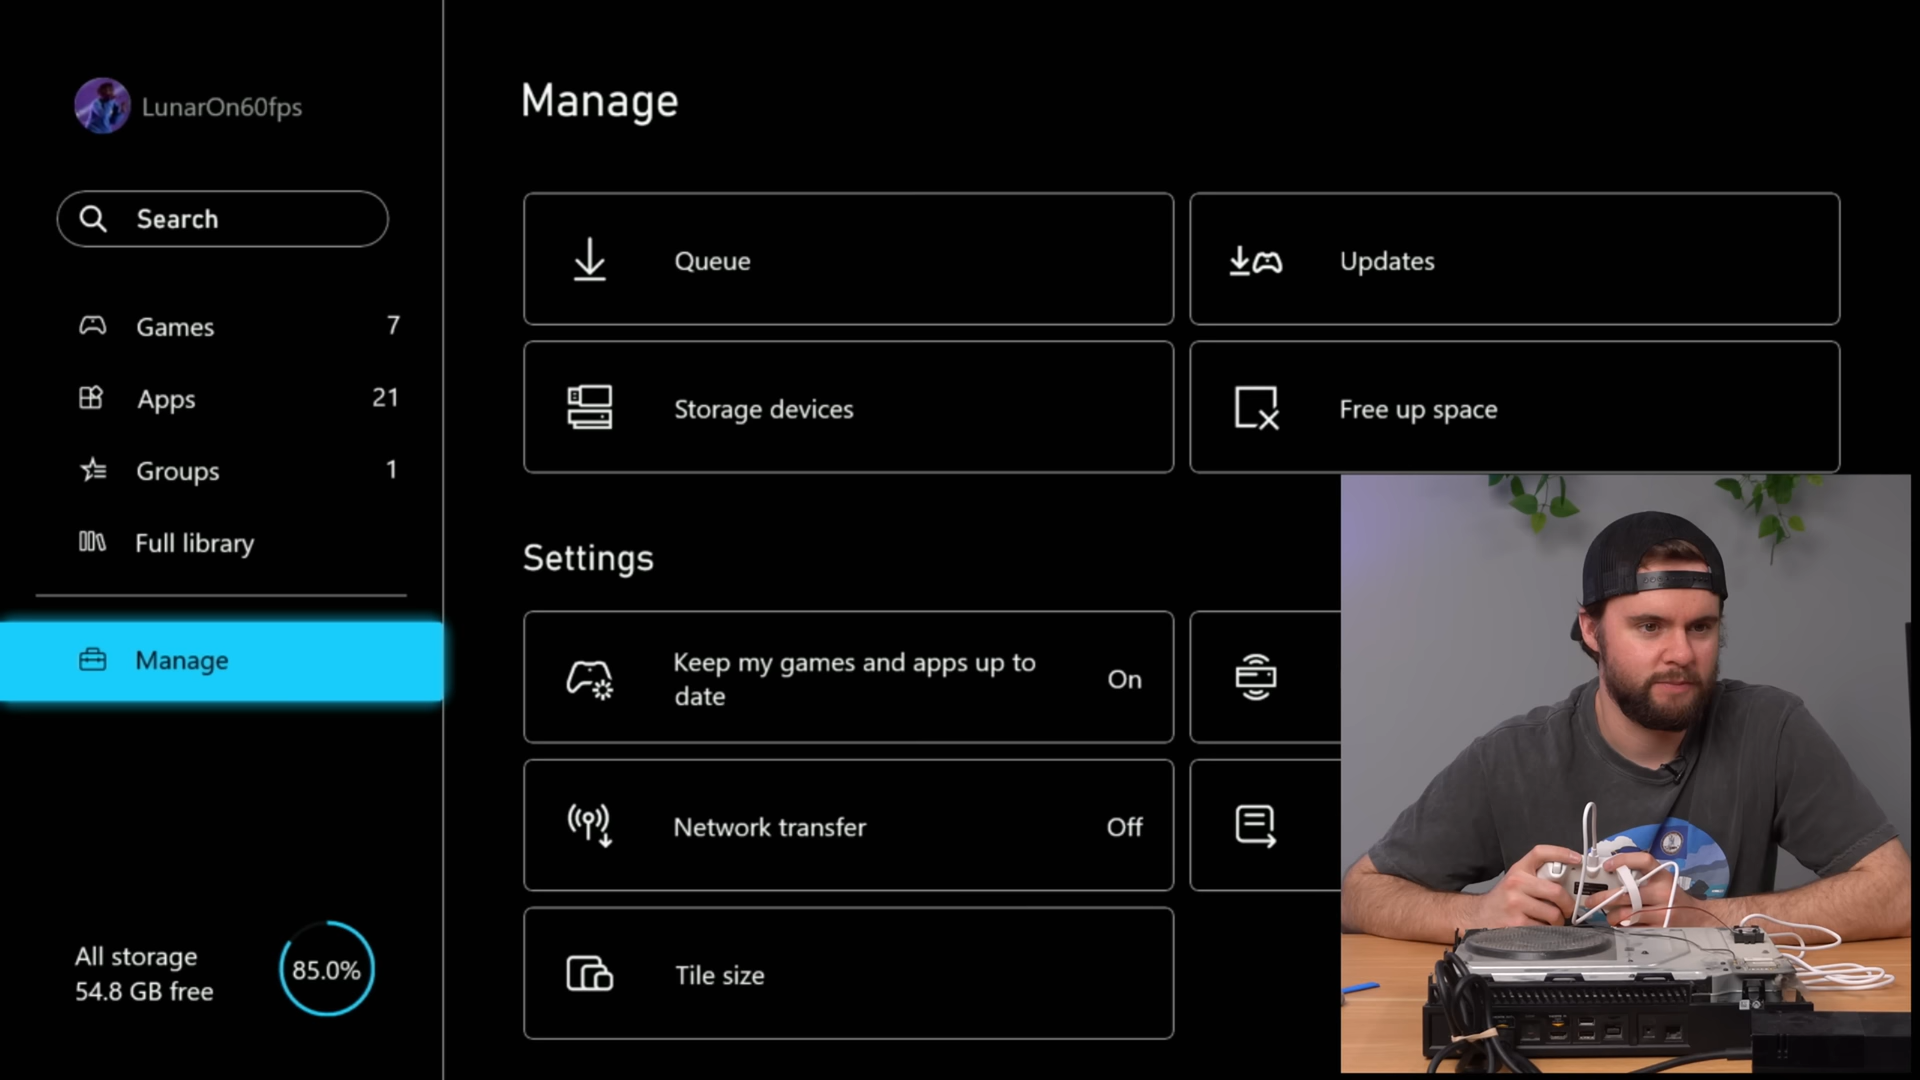 LunarOn60fps
Search
Games 7
Apps 21
Groups 1
Full library
Manage
All storage
54.8 GB free
85.0%
Manage
Queue
Updates
Storage devices
Free up space
Settings
Keep my games and apps up to
date
On
Network transfer
Off
Tile size